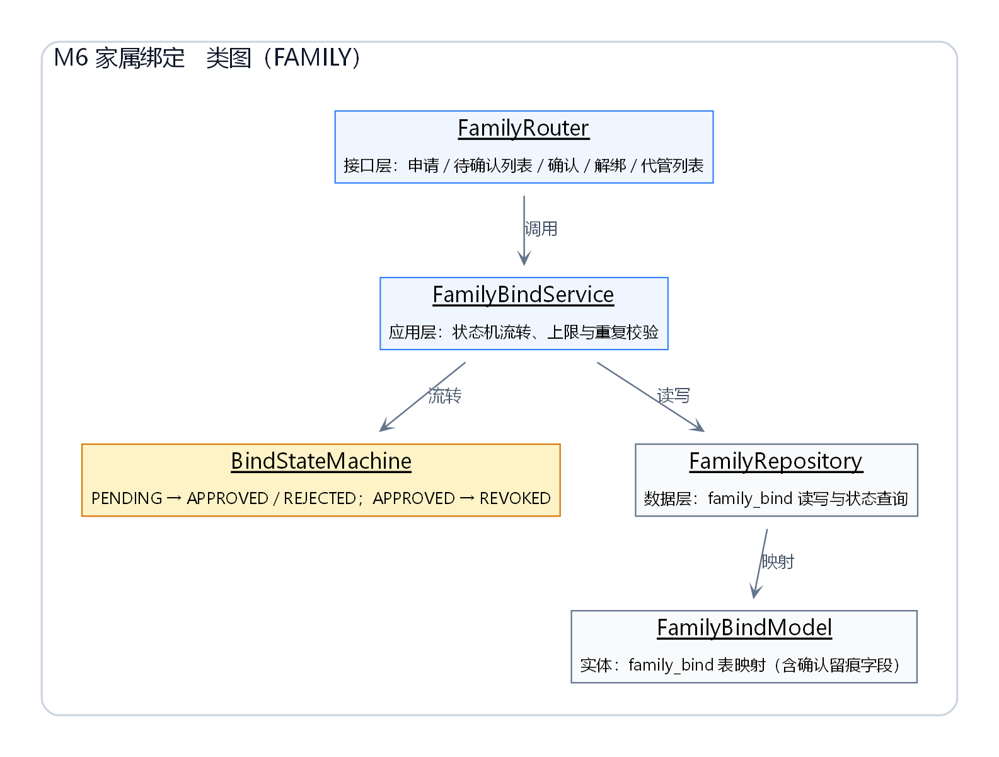 M6 家属绑定　类图（FAMILY）
FamilyRouter
接口层：申请 / 待确认列表 / 确认 / 解绑 / 代管列表
调用
FamilyBindService
应用层：状态机流转、上限与重复校验
流转
读写
BindStateMachine
PENDING → APPROVED / REJECTED；APPROVED → REVOKED
FamilyRepository
数据层：family_bind 读写与状态查询
映射
FamilyBindModel
实体：family_bind 表映射（含确认留痕字段）